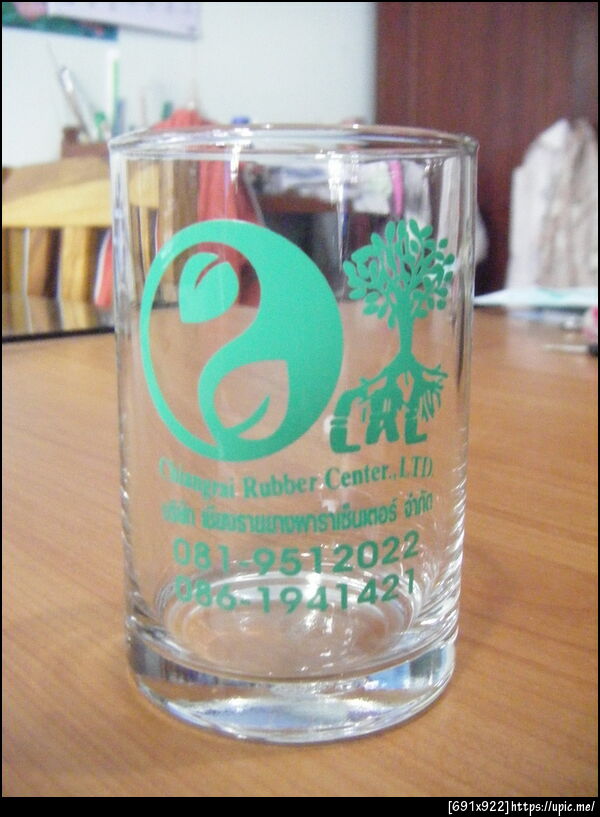 CRC
Chiangrai Rubber Center.,LTD.
บริษัท เชียงรายยางพาราเซ็นเตอร์ จำกัด
081-9512022
086-1941421
[691x922]https://upic.me/